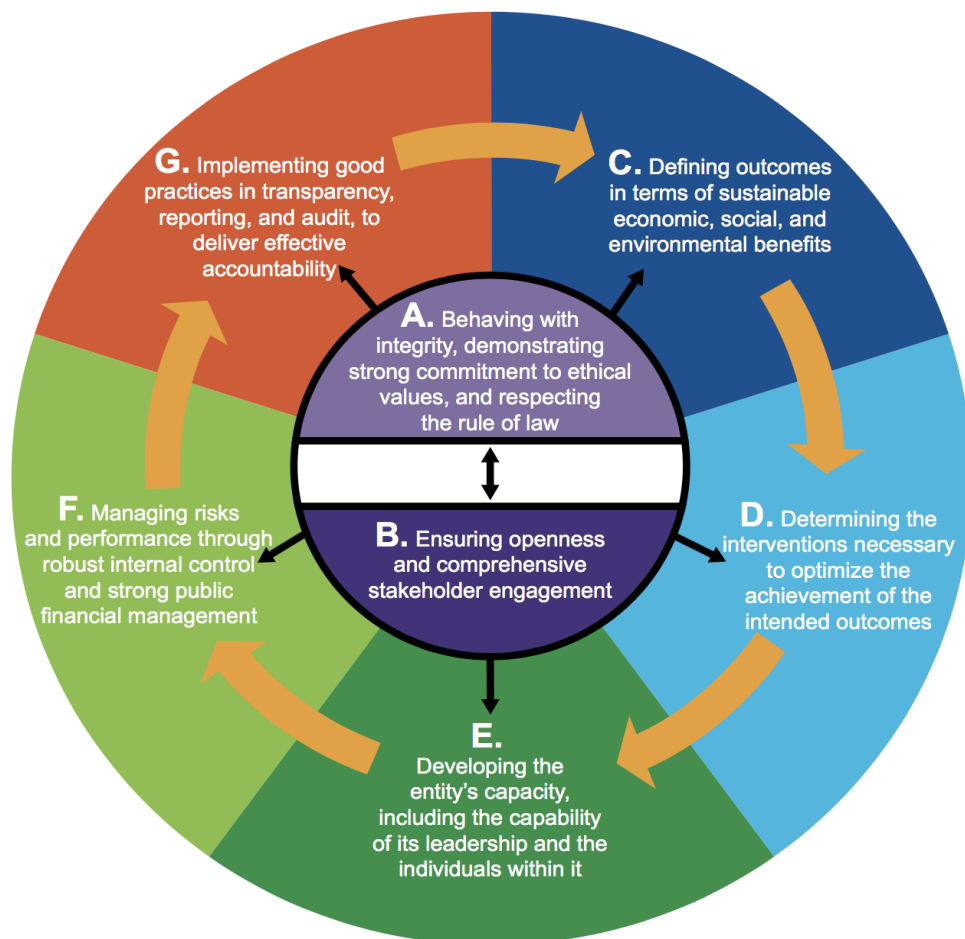 G. Implementing good
practices in transparency,
reporting, and audit, to
deliver effective
accountability
C. Defining outcomes
in terms of sustainable
economic, social, and
environmental benefits
A. Behaving with
integrity, demonstrating
strong commitment to ethical
values, and respecting
the rule of law
B. Ensuring openness
and comprehensive
stakeholder engagement
D. Determining the
interventions necessary
to optimize the
achievement of the
intended outcomes
E.
Developing the
entity’s capacity,
including the capability
of its leadership and the
individuals within it
F. Managing risks
and performance through
robust internal control
and strong public
financial management